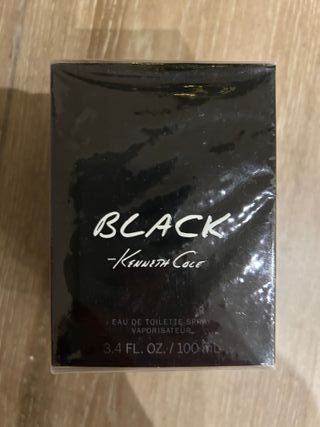 BLACK
-KENNETH COLE
EAU DE TOILETTE SPRAY
VAPORISATEUR
3.4 FL. OZ. / 100 mL